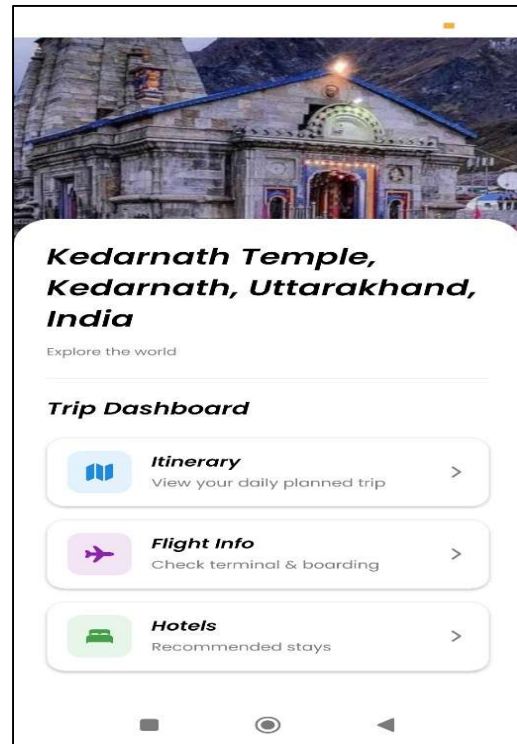 Kedarnath Temple,
Kedarnath, Uttarakhand,
India
Explore the world
Trip Dashboard
Itinerary
View your daily planned trip
Flight Info
Check terminal & boarding
Hotels
Recommended stays